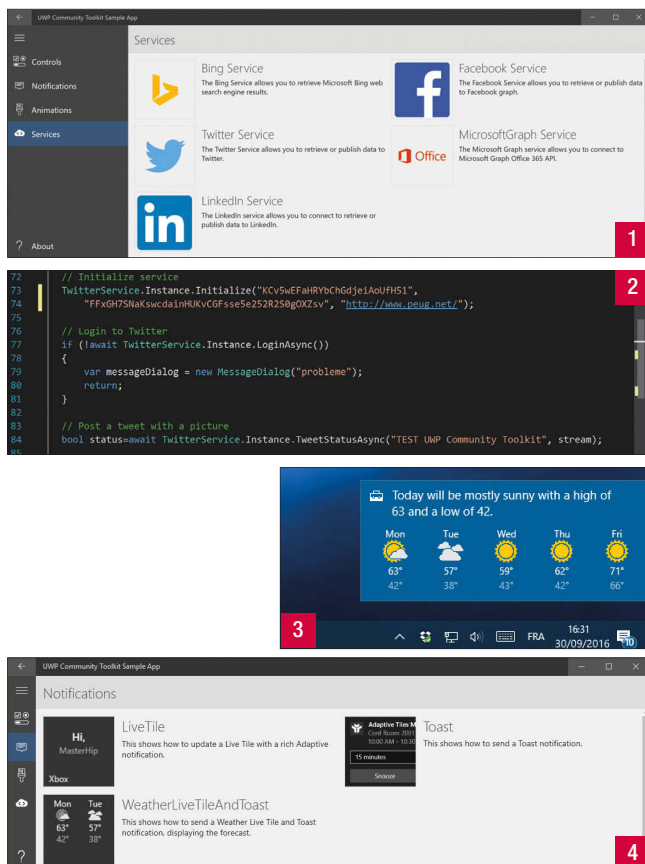 UWP Community Toolkit Sample App
Services
Controls
Notifications
Animations
Services
About
Bing Service
The Bing Service allows you to retrieve Microsoft Bing web
search engine results.
Facebook Service
The Facebook Service allows you to retrieve or publish data
to Facebook graph.
Twitter Service
The Twitter Service allows you to retrieve or publish data to
Twitter.
Office
MicrosoftGraph Service
The Microsoft Graph service allows you to connect to
Microsoft Graph Office 365 API.
in
LinkedIn Service
The LinkedIn service allows you to connect to retrieve or
publish data to LinkedIn.
1
2
72 // Initialize service
73 TwitterService.Instance.Initialize("KCv5wEFaHRYbChGdjeiAoUfH51",
74 "FFxGH7SNaKswcdainHUKvCGFsse5e252R2S0gOXZsv", "http://www.peug.net/");
75
76 // Login to Twitter
77 if (!await TwitterService.Instance.LoginAsync())
78 {
79 var messageDialog = new MessageDialog("probleme");
80 return;
81 }
82
83 // Post a tweet with a picture
84 bool status=await TwitterService.Instance.TweetStatusAsync("TEST UWP Community Toolkit", stream);
85
Today will be mostly sunny with a high of
63 and a low of 42.
Mon Tue Wed Thu Fri
63° 57° 59° 62° 71°
42° 38° 43° 42° 66°
3
FRA
16:31
30/09/2016
10
UWP Community Toolkit Sample App
Notifications
Hi,
MasterHip
Xbox
LiveTile
This shows how to update a Live Tile with a rich Adaptive
notification.
Adaptive Tiles M
Conf Room 2001
10:00 AM - 10:30
15 minutes
Snooze
Toast
This shows how to send a Toast notification.
Mon Tue
63° 57°
42° 38°
WeatherLiveTileAndToast
This shows how to send a Weather Live Tile and Toast
notification, displaying the forecast.
4